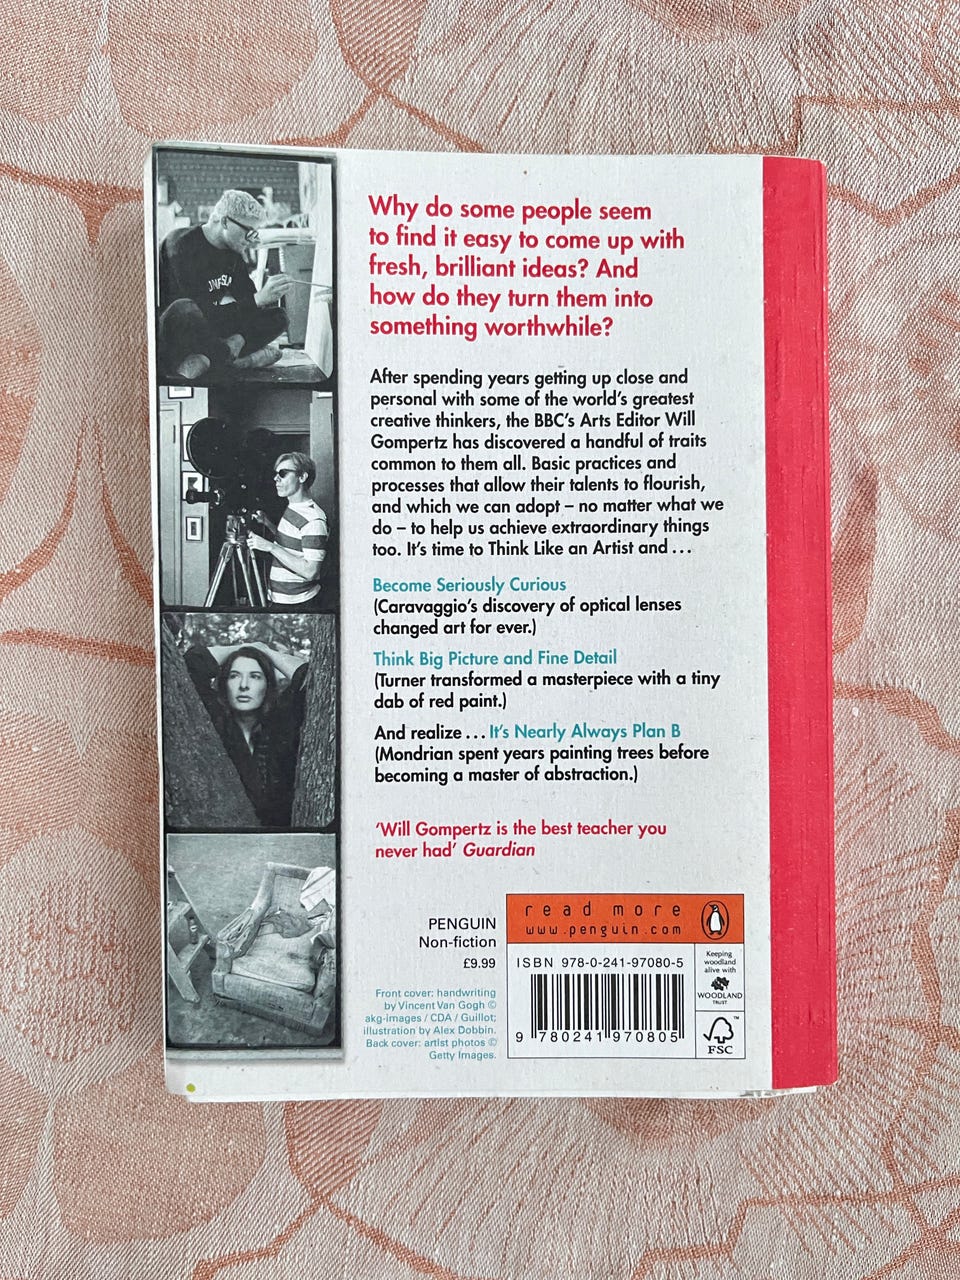 Why do some people seem
to find it easy to come up with
fresh, brilliant ideas? And
how do they turn them into
something worthwhile?
After spending years getting up close and
personal with some of the world's greatest
creative thinkers, the BBC's Arts Editor Will
Gompertz has discovered a handful of traits
common to them all. Basic practices and
processes that allow their talents to flourish,
and which we can adopt – no matter what we
do – to help us achieve extraordinary things
too. It's time to Think Like an Artist and . . .
Become Seriously Curious
(Caravaggio's discovery of optical lenses
changed art for ever.)
Think Big Picture and Fine Detail
(Turner transformed a masterpiece with a tiny
dab of red paint.)
And realize . . . It's Nearly Always Plan B
(Mondrian spent years painting trees before
becoming a master of abstraction.)
'Will Gompertz is the best teacher you
never had' Guardian
PENGUIN
Non-fiction
£9.99
Front cover: handwriting
by Vincent Van Gogh ©
akg-images / CDA / Guillot;
illustration by Alex Dobbin.
Back cover: artist photos ©
Getty Images.
read more
www.penguin.com
ISBN 978-0-241-97080-5
9 780241 970805
Keeping
woodland
alive with
WOODLAND
TRUST
™
FSC